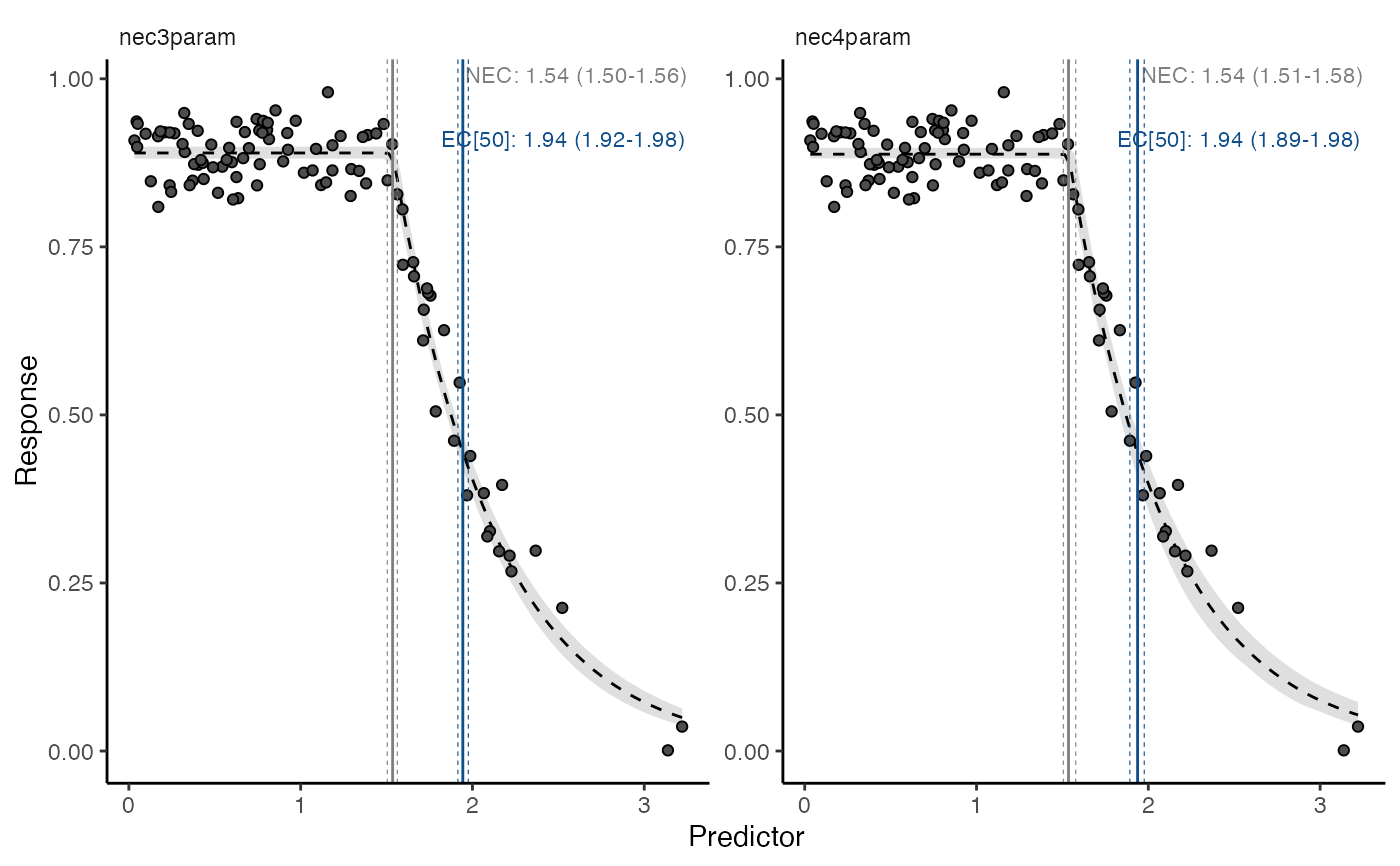 nec3param
nec4param
NEC: 1.54 (1.50-1.56)
EC[50]: 1.94 (1.92-1.98)
NEC: 1.54 (1.51-1.58)
EC[50]: 1.94 (1.89-1.98)
Response
1.00
0.75
0.50
0.25
0.00
1.00
0.75
0.50
0.25
0.00
0 1 2 3
0 1 2 3
Predictor